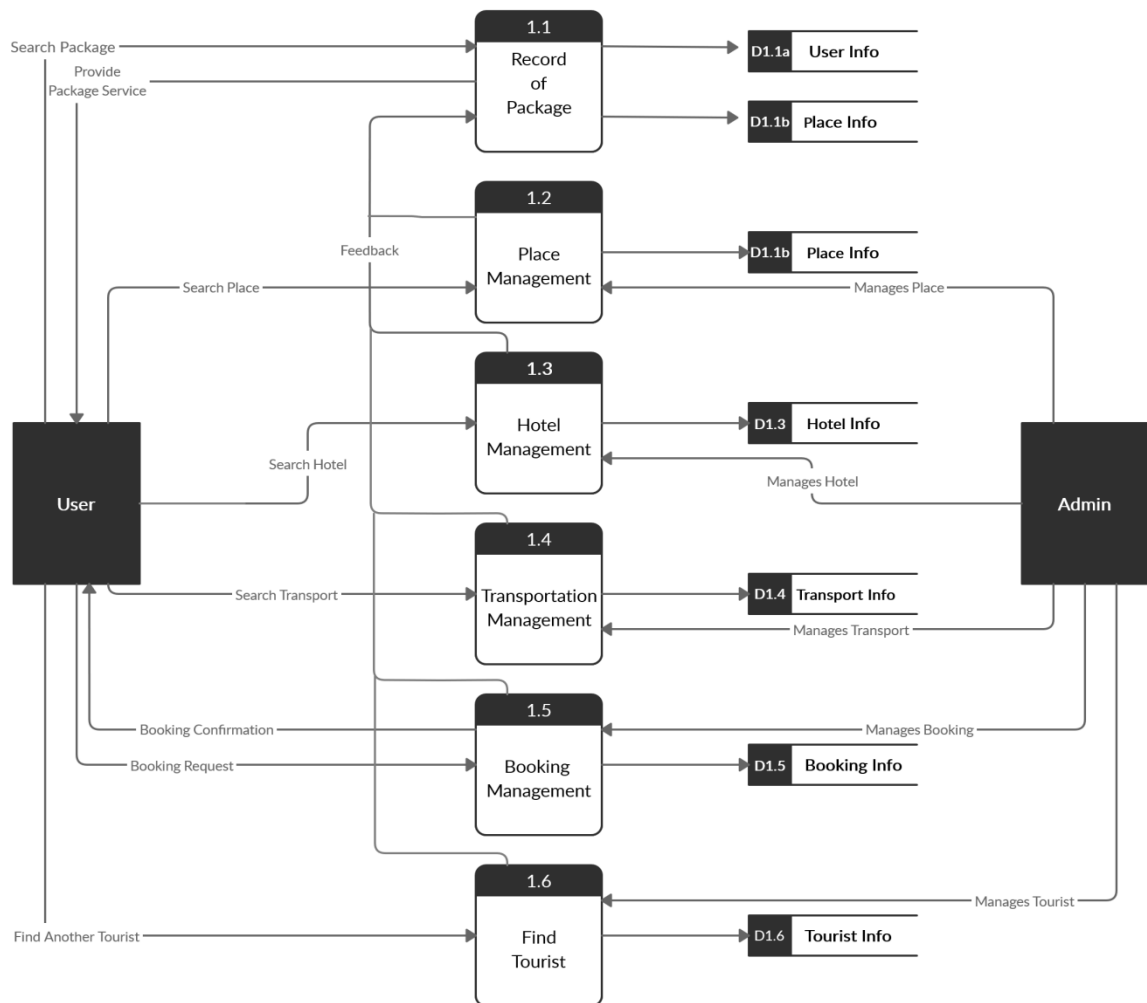 1.1
Search Package
Record
of
Package
D1.1a
User Info
Provide
Package Service
D1.1b
Place Info
1.2
Feedback
Place
Management
D1.1b
Place Info
Search Place
Manages Place
1.3
Hotel
Management
D1.3
Hotel Info
Search Hotel
Manages Hotel
User
Admin
1.4
Search Transport
Transportation
Management
D1.4
Transport Info
Manages Transport
1.5
Booking Confirmation
Manages Booking
Booking Request
Booking
Management
D1.5
Booking Info
1.6
Manages Tourist
Find Another Tourist
Find
Tourist
D1.6
Tourist Info